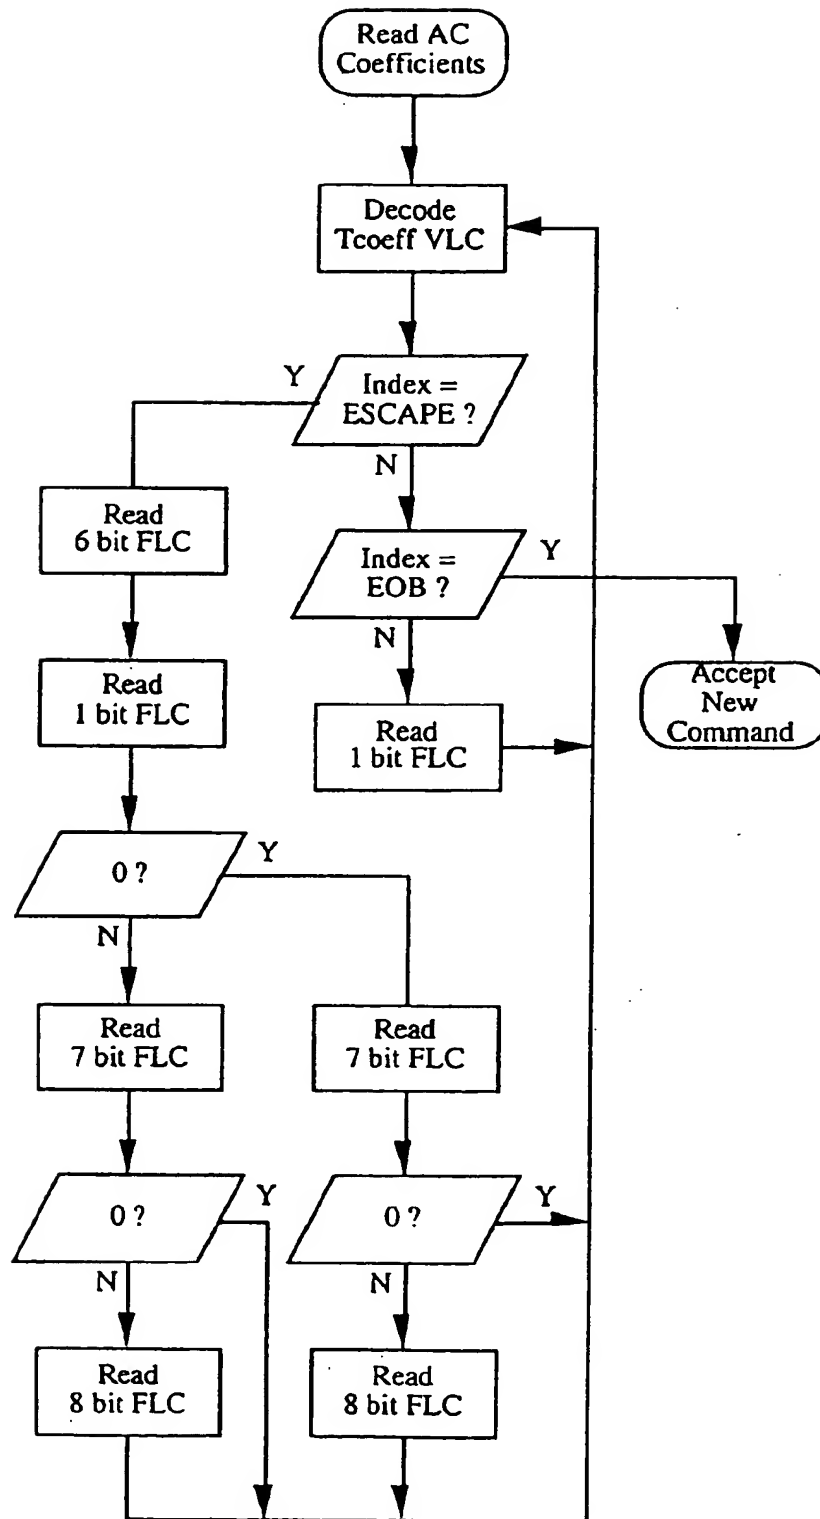 Read AC
Coefficients
Decode
Tcoeff VLC
Y
Index =
ESCAPE ?
N
Read
6 bit FLC
Index =
EOB ?
Y
N
Read
1 bit FLC
Accept
New
Command
Read
1 bit FLC
0 ?
Y
N
Read
7 bit FLC
Read
7 bit FLC
0 ?
Y
N
0 ?
Y
N
Read
8 bit FLC
Read
8 bit FLC